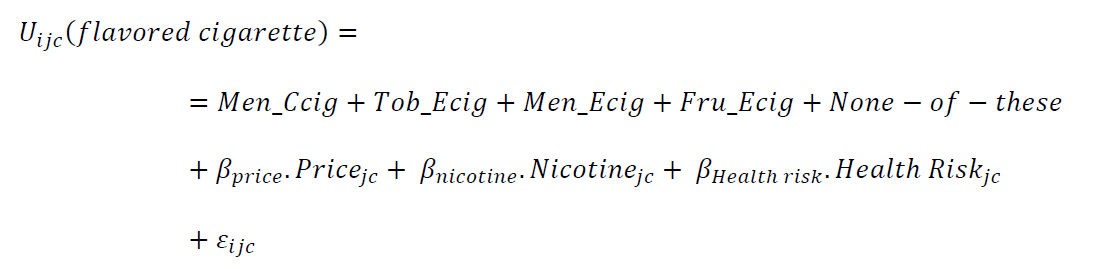 U_{ijc}(flavored cigarette) =
= Men_Ccig + Tob_Ecig + Men_Ecig + Fru_Ecig + None − of − these
+ β_{price}. Price_{jc} + β_{nicotine}. Nicotine_{jc} + β_{Health risk}. Health Risk_{jc}
+ ε_{ijc}